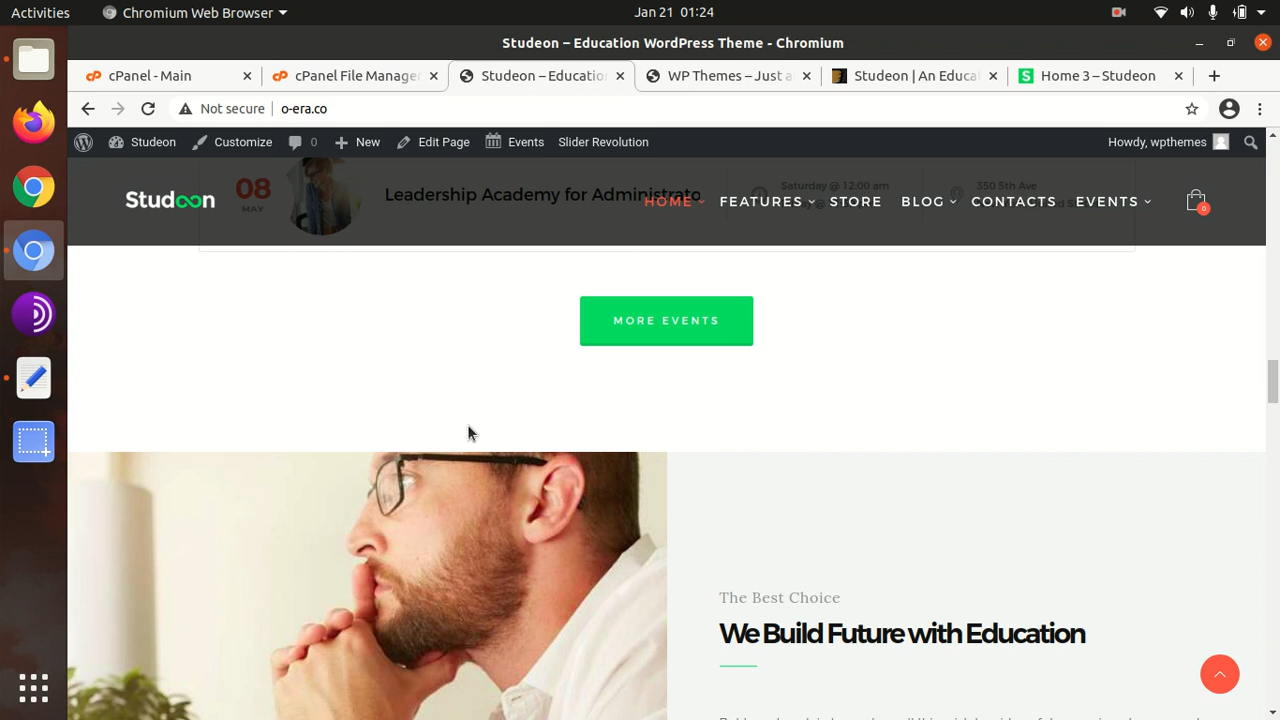 Activities
Chromium Web Browser
Jan 21 01:24
Studeon – Education WordPress Theme - Chromium
cPanel - Main
cPanel File Manage
Studeon – Educatio
WP Themes – Just a
Studeon | An Educa
Home 3 – Studeon
Not secure
o-era.co
Studeon
Customize
0
New
Edit Page
Events
Slider Revolution
Howdy, wpthemes
08
MAY
Leadership Academy for Administrato
Saturday @ 12:00 am
350 5th Ave
Studeon
HOME
FEATURES
STORE
BLOG
CONTACTS
EVENTS
0
MORE EVENTS
The Best Choice
We Build Future with Education